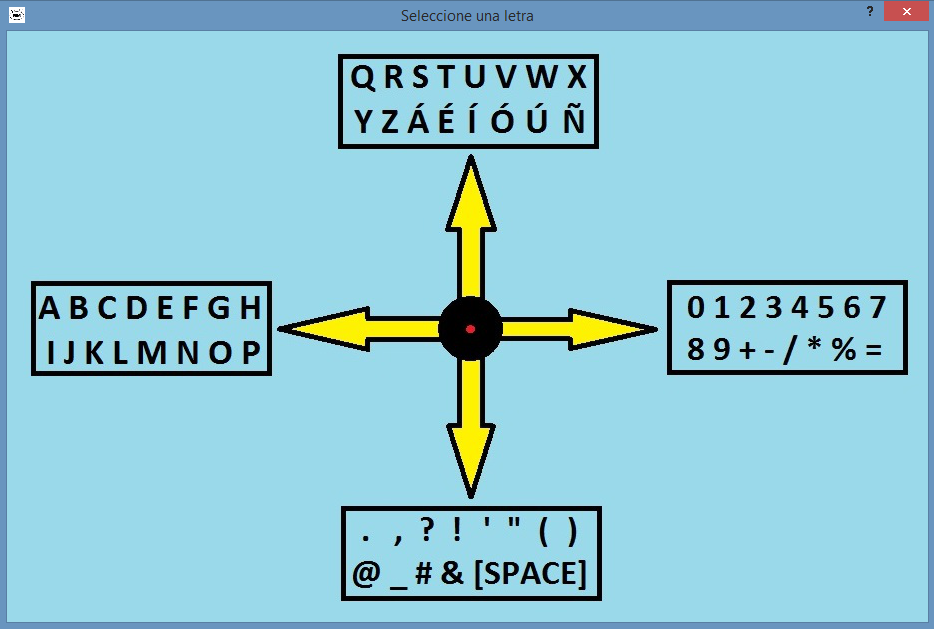 Seleccione una letra
?
Q R S T U V W X
Y Z Á É Í Ó Ú Ñ
A B C D E F G H
I J K L M N O P
0 1 2 3 4 5 6 7
8 9 + - / * % =
. , ? ! ' " ( )
@ _ # & [SPACE]